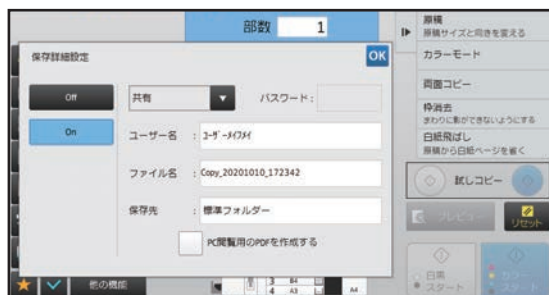 部数 1
保存詳細設定
OK
Off
On
共有
パスワード :
ユーザー名 : ユーザーメイフメイ
ファイル名 : Copy_20201010_172342
保存先 : 標準フォルダー
PC閲覧用のPDFを作成する
他の機能
3 B4
4 A3
A4
原稿
原稿サイズと向きを変える
カラーモード
両面コピー
枠消去
まわりに影ができないようにする
白紙飛ばし
原稿から白紙ページを省く
試しコピー
プレビュー
リセット
白黒
スタート
カラー
スタート